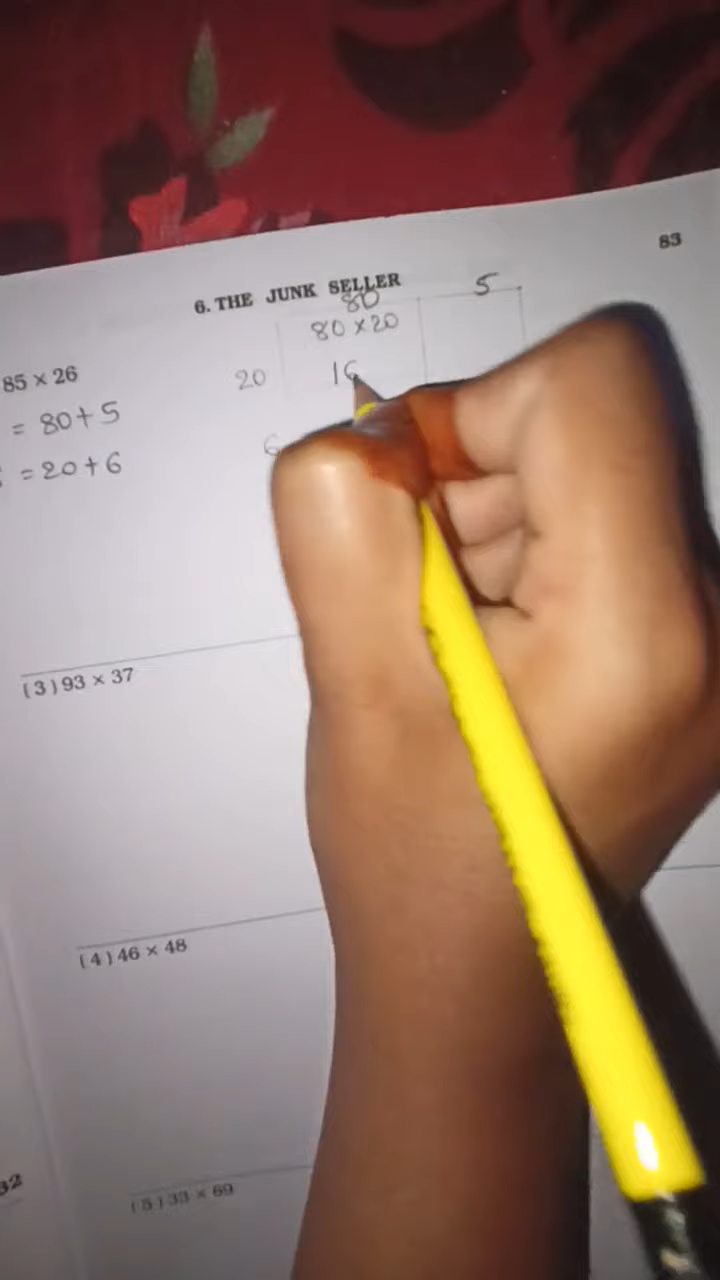 83
6. THE JUNK SELLER
80 5
80 × 20
85 × 26
20 16
= 80 + 5
6
= 20 + 6
(3) 93 × 37
(4) 46 × 48
(5) 33 × 69